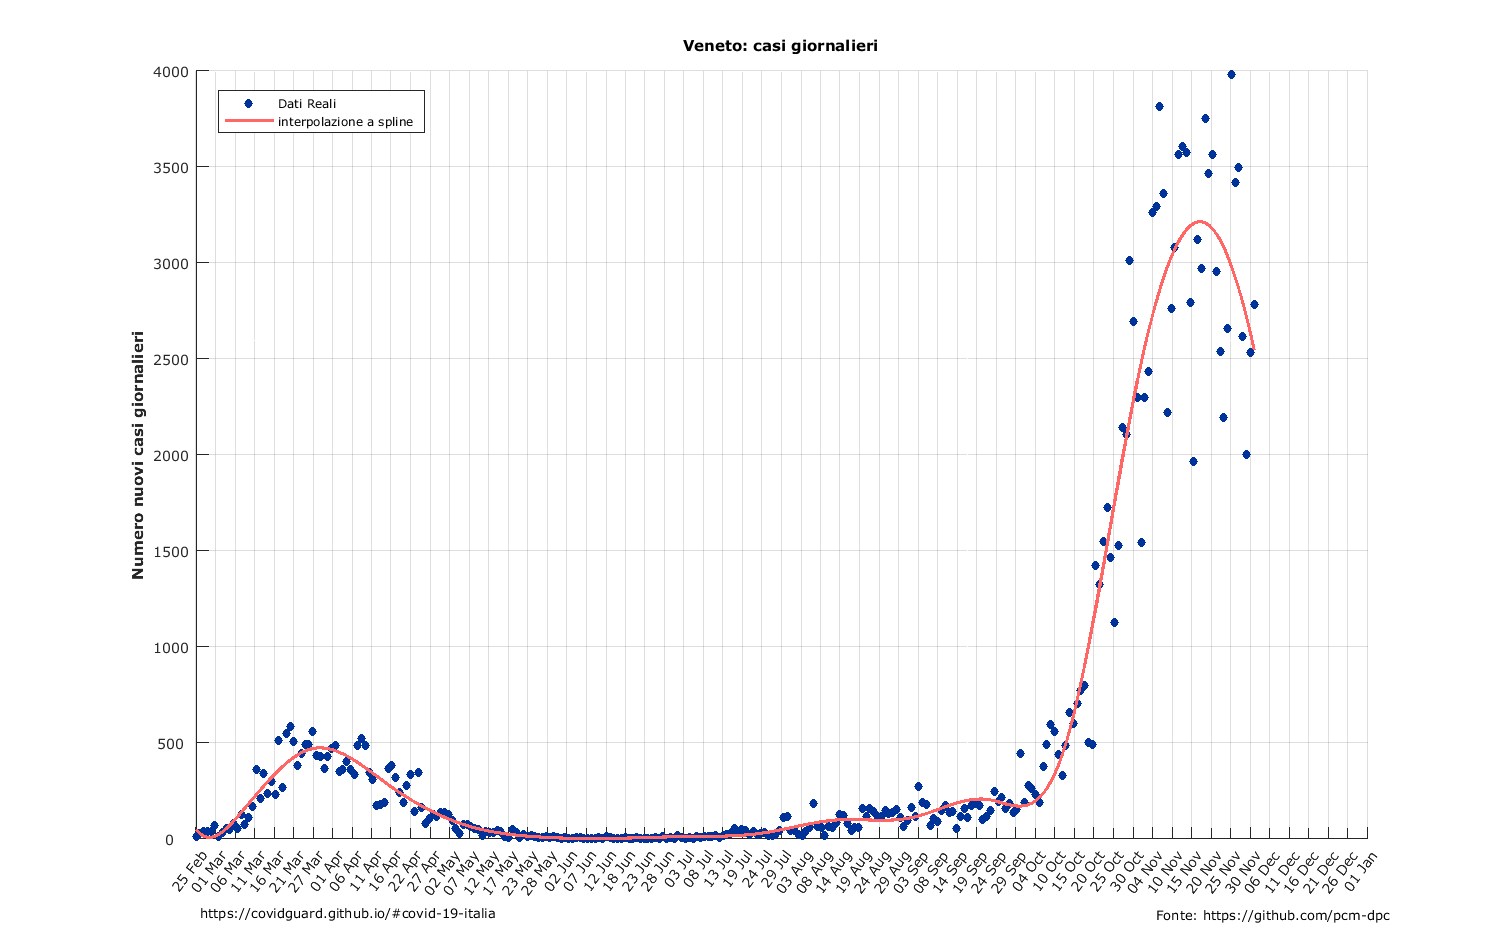 Veneto: casi giornalieri
Dati Reali
interpolazione a spline
Numero nuovi casi giornalieri
4000
3500
3000
2500
2000
1500
1000
500
0
25 Feb
01 Mar
06 Mar
11 Mar
16 Mar
21 Mar
27 Mar
01 Apr
06 Apr
11 Apr
16 Apr
22 Apr
27 Apr
02 May
07 May
12 May
17 May
23 May
28 May
02 Jun
07 Jun
12 Jun
18 Jun
23 Jun
28 Jun
03 Jul
08 Jul
13 Jul
19 Jul
24 Jul
29 Jul
03 Aug
08 Aug
14 Aug
19 Aug
24 Aug
29 Aug
03 Sep
08 Sep
14 Sep
19 Sep
24 Sep
29 Sep
04 Oct
10 Oct
15 Oct
20 Oct
25 Oct
30 Oct
04 Nov
10 Nov
15 Nov
20 Nov
25 Nov
30 Nov
06 Dec
11 Dec
16 Dec
21 Dec
26 Dec
01 Jan
https://covidguard.github.io/#covid-19-italia
Fonte: https://github.com/pcm-dpc